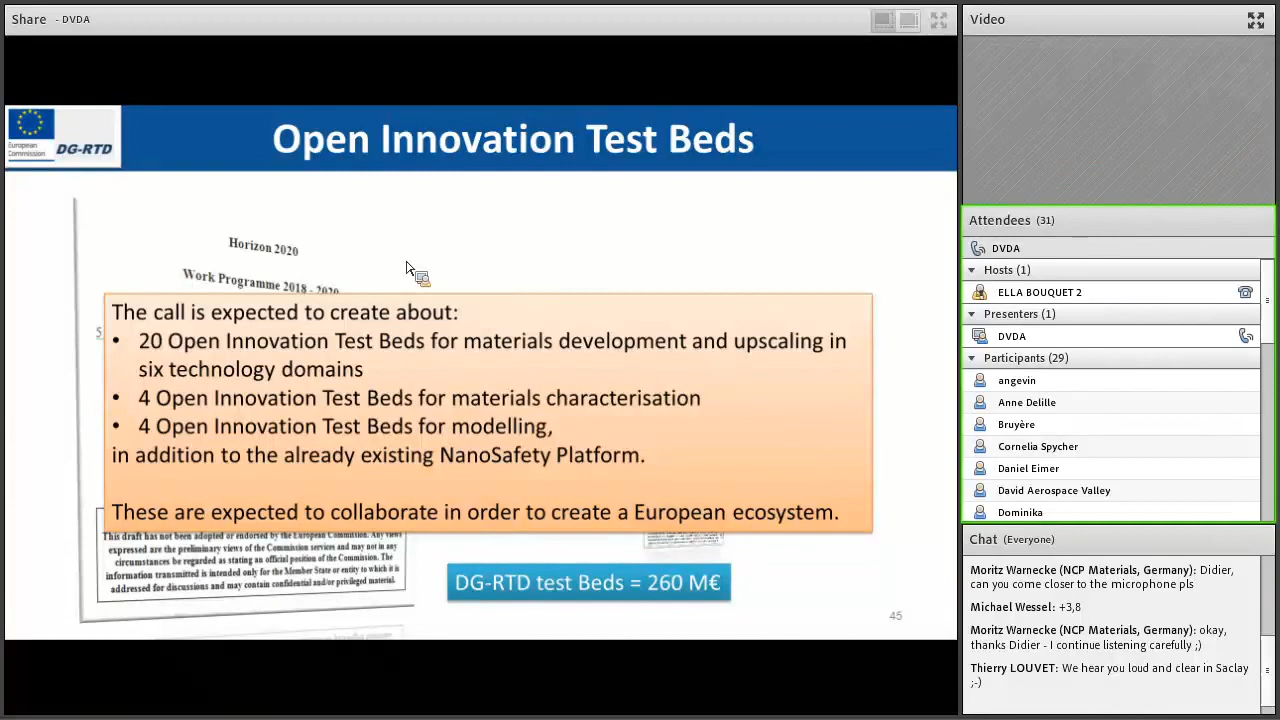 Share - DVDA
Video
European
Commission
DG-RTD
Open Innovation Test Beds
Horizon 2020
Work Programme 2018 - 2020
5
The call is expected to create about:
• 20 Open Innovation Test Beds for materials development and upscaling in
six technology domains
• 4 Open Innovation Test Beds for materials characterisation
• 4 Open Innovation Test Beds for modelling,
in addition to the already existing NanoSafety Platform.
These are expected to collaborate in order to create a European ecosystem.
This draft has not been adopted or endorsed by the European Commission. Any views
expressed are the preliminary views of the Commission services and may not in any
circumstances be regarded as stating an official position of the Commission. The
information transmitted is intended only for the Member State or entity to which it is
addressed for discussions and may contain confidential and/or privileged material.
DG-RTD test Beds = 260 M€
45
Attendees (31)
DVDA
Hosts (1)
ELLA BOUQUET 2
Presenters (1)
DVDA
Participants (29)
angevin
Anne Delille
Bruyère
Cornelia Spycher
Daniel Eimer
David Aerospace Valley
Dominika
Chat (Everyone)
Moritz Warnecke (NCP Materials, Germany): Didier,
can you come closer to the microphone pls
Michael Wessel: +3,8
Moritz Warnecke (NCP Materials, Germany): okay,
thanks Didier - I continue listening carefully ;)
Thierry LOUVET: We hear you loud and clear in Saclay
;-)